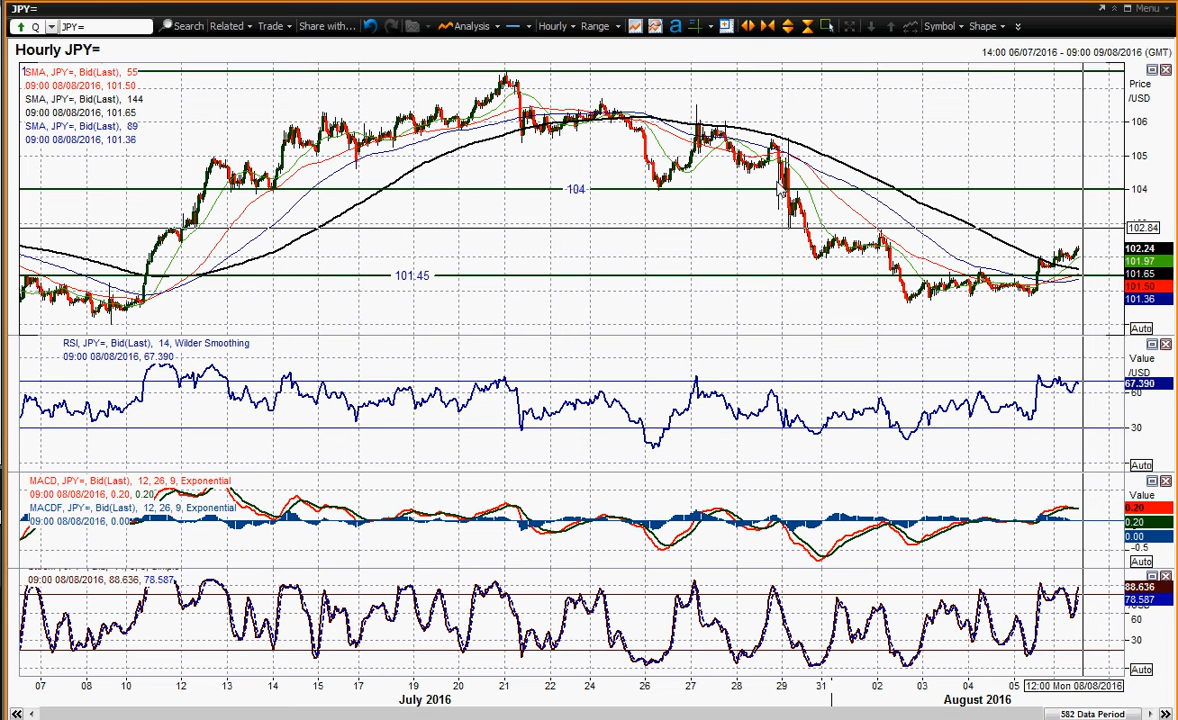 JPY=
Menu
Q JPY= Search Related Trade Share with... Analysis Hourly Range Symbol Shape
Hourly JPY=
14:00 06/07/2016 - 09:00 09/08/2016 (GMT)
SMA, JPY=, Bid(Last), 55
09:00 08/08/2016, 101.50
SMA, JPY=, Bid(Last), 144
09:00 08/08/2016, 101.65
SMA, JPY=, Bid(Last), 89
09:00 08/08/2016, 101.36
104
101.45
Price
/USD
106
105
104
102.84
102.24
101.97
101.65
101.50
101.36
Auto
RSI, JPY=, Bid(Last), 14, Wilder Smoothing
09:00 08/08/2016, 67.390
Value
/USD
67.390
60
30
Auto
MACD, JPY=, Bid(Last), 12, 26, 9, Exponential
09:00 08/08/2016, 0.20, 0.20
MACDF, JPY=, Bid(Last), 12, 26, 9, Exponential
09:00 08/08/2016, 0.00
Value
0.20
0.20
0.00
-0.5
Auto
09:00 08/08/2016, 88.636, 78.587
88.636
78.587
60
30
Auto
07 08 10 12 13 14 15 17 19 20 21 22 24 26 27 28 29 31 02 03 04 05 12:00 Mon 08/08/2016
July 2016 August 2016
582 Data Period